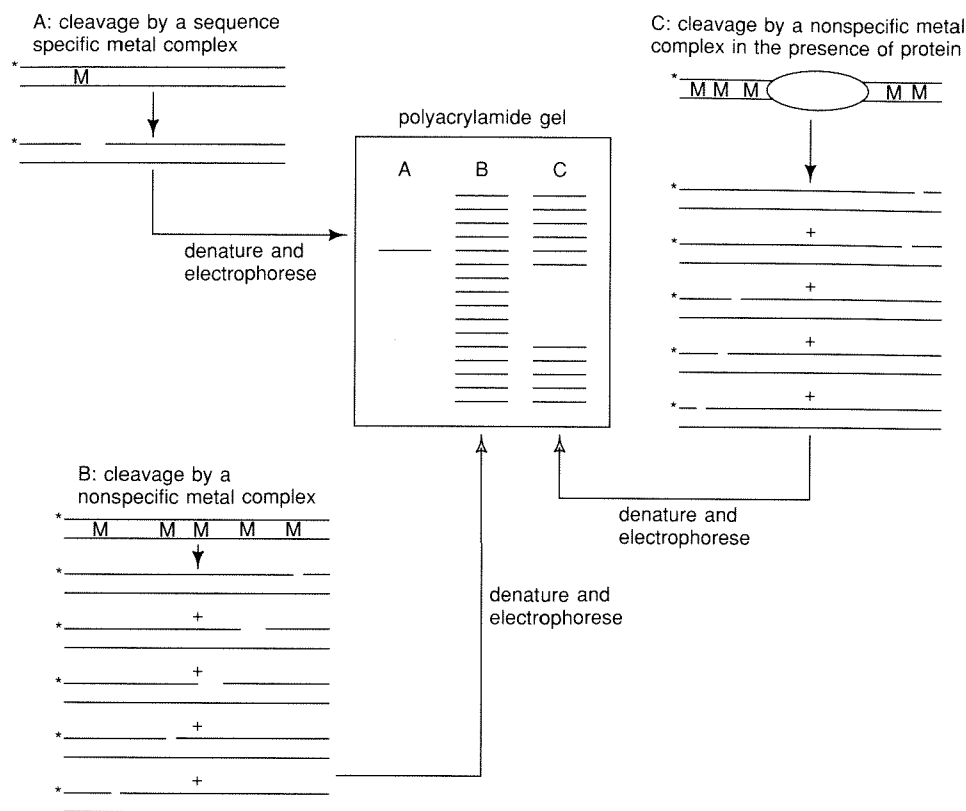 A: cleavage by a sequence
specific metal complex
*
M
*
denature and
electrophorese
polyacrylamide gel
A B C
C: cleavage by a nonspecific metal
complex in the presence of protein
*
M M M M M
*
+
*
+
*
+
*
+
*
denature and
electrophorese
B: cleavage by a
nonspecific metal complex
*
M M M M M
*
+
*
+
*
+
*
+
*
denature and
electrophorese